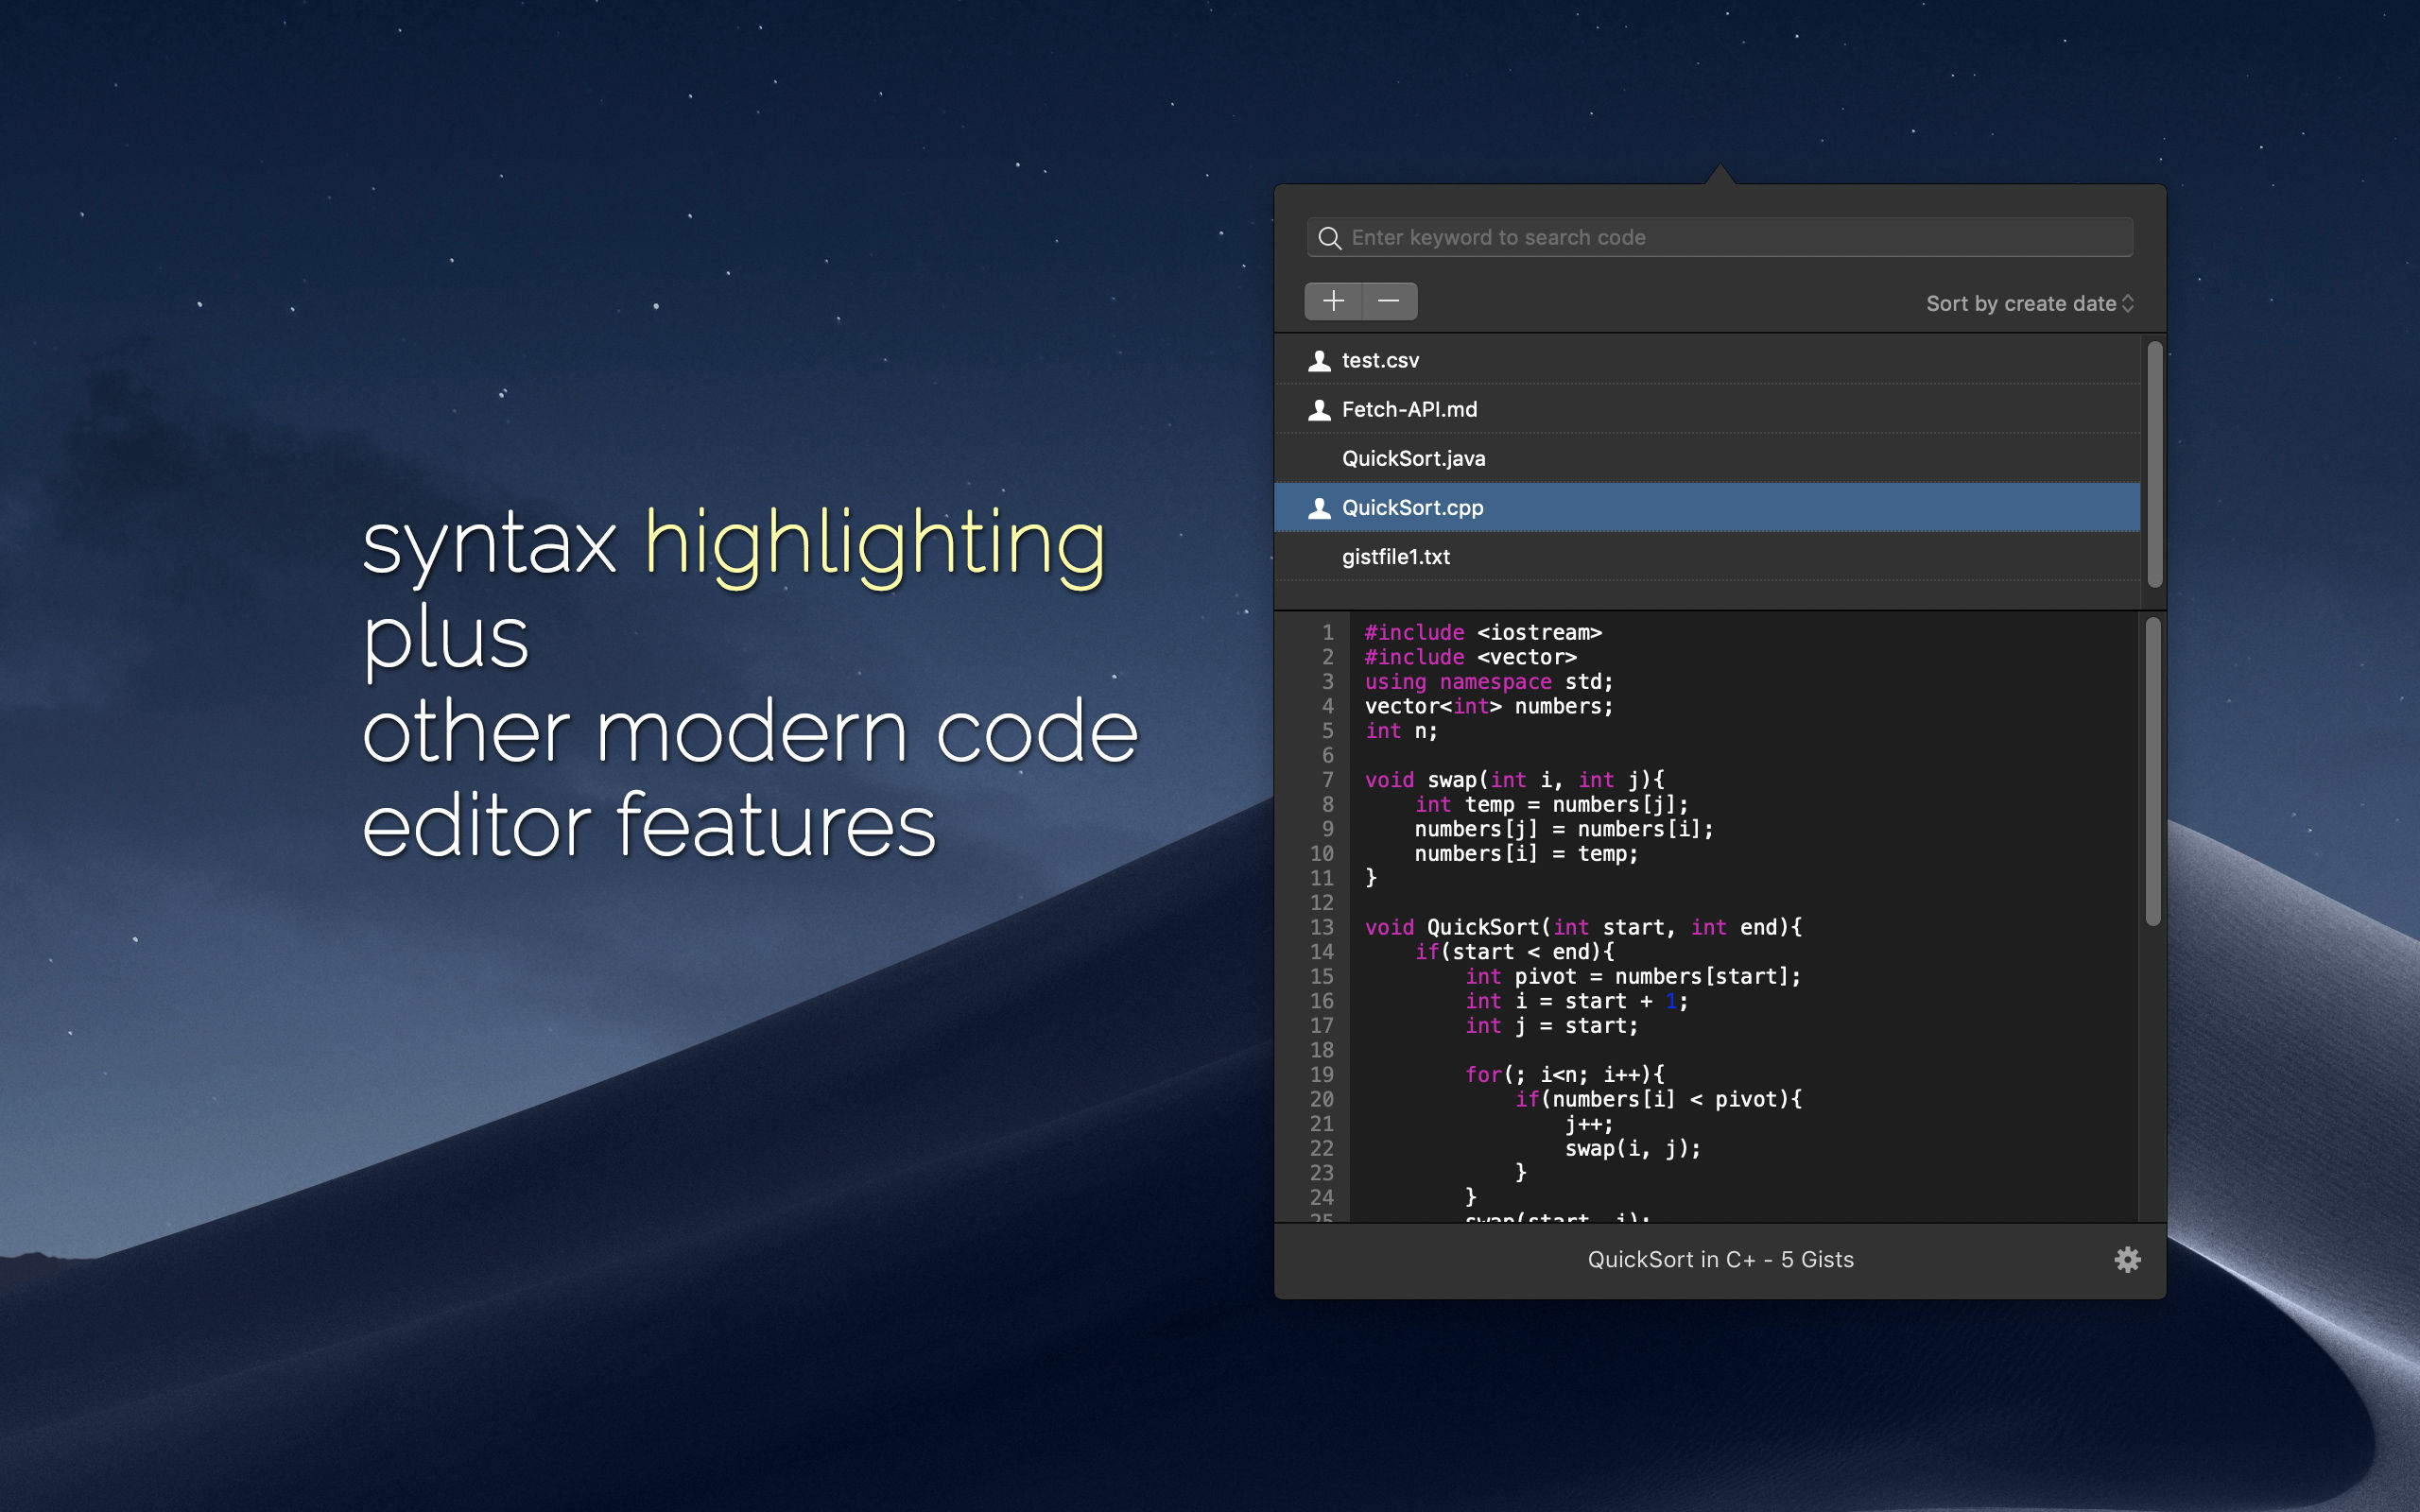 syntax highlighting
plus
other modern code
editor features
Enter keyword to search code
Sort by create date
test.csv
Fetch-API.md
QuickSort.java
QuickSort.cpp
gistfile1.txt
1 #include <iostream>
2 #include <vector>
3 using namespace std;
4 vector<int> numbers;
5 int n;
6
7 void swap(int i, int j){
8     int temp = numbers[j];
9     numbers[j] = numbers[i];
10     numbers[i] = temp;
11 }
12
13 void QuickSort(int start, int end){
14     if(start < end){
15         int pivot = numbers[start];
16         int i = start + 1;
17         int j = start;
18
19         for(; i<n; i++){
20             if(numbers[i] < pivot){
21                 j++;
22                 swap(i, j);
23             }
24         }
25         swap(start, j);
QuickSort in C+ - 5 Gists